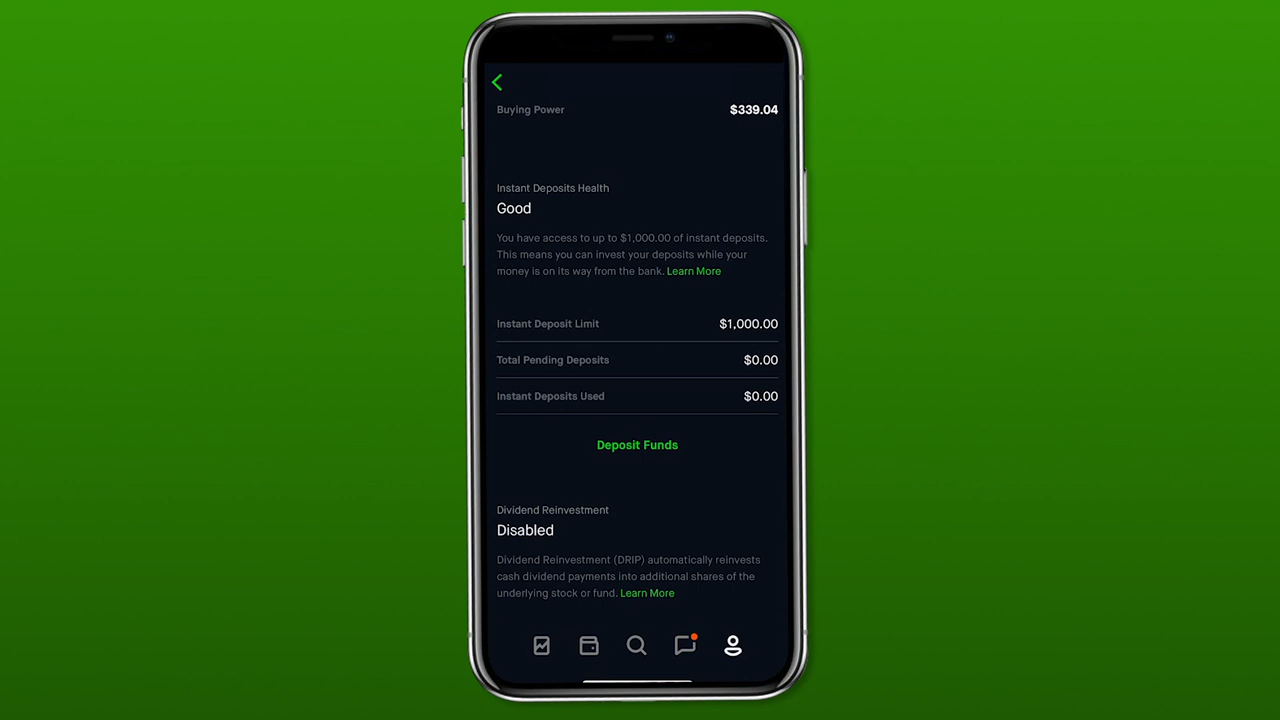 Buying Power $339.04
Instant Deposits Health
Good
You have access to up to $1,000.00 of instant deposits.
This means you can invest your deposits while your
money is on its way from the bank. Learn More
Instant Deposit Limit $1,000.00
Total Pending Deposits $0.00
Instant Deposits Used $0.00
Deposit Funds
Dividend Reinvestment
Disabled
Dividend Reinvestment (DRIP) automatically reinvests
cash dividend payments into additional shares of the
underlying stock or fund. Learn More